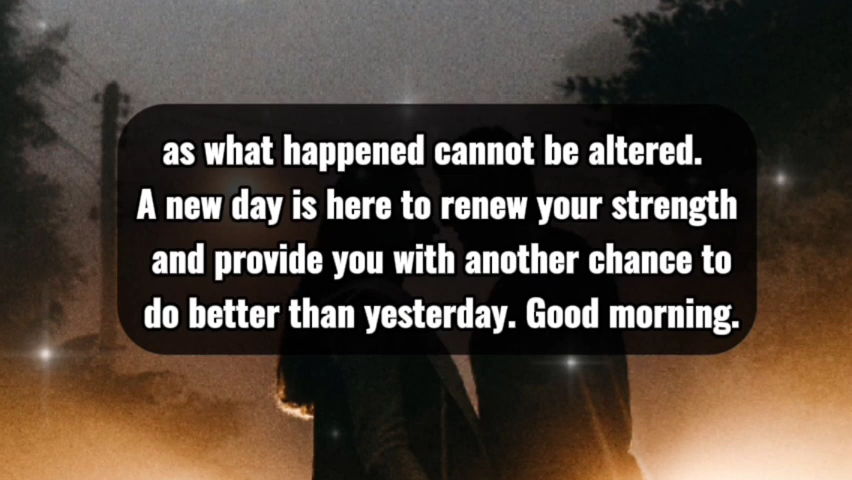 as what happened cannot be altered.
A new day is here to renew your strength
and provide you with another chance to
do better than yesterday. Good morning.